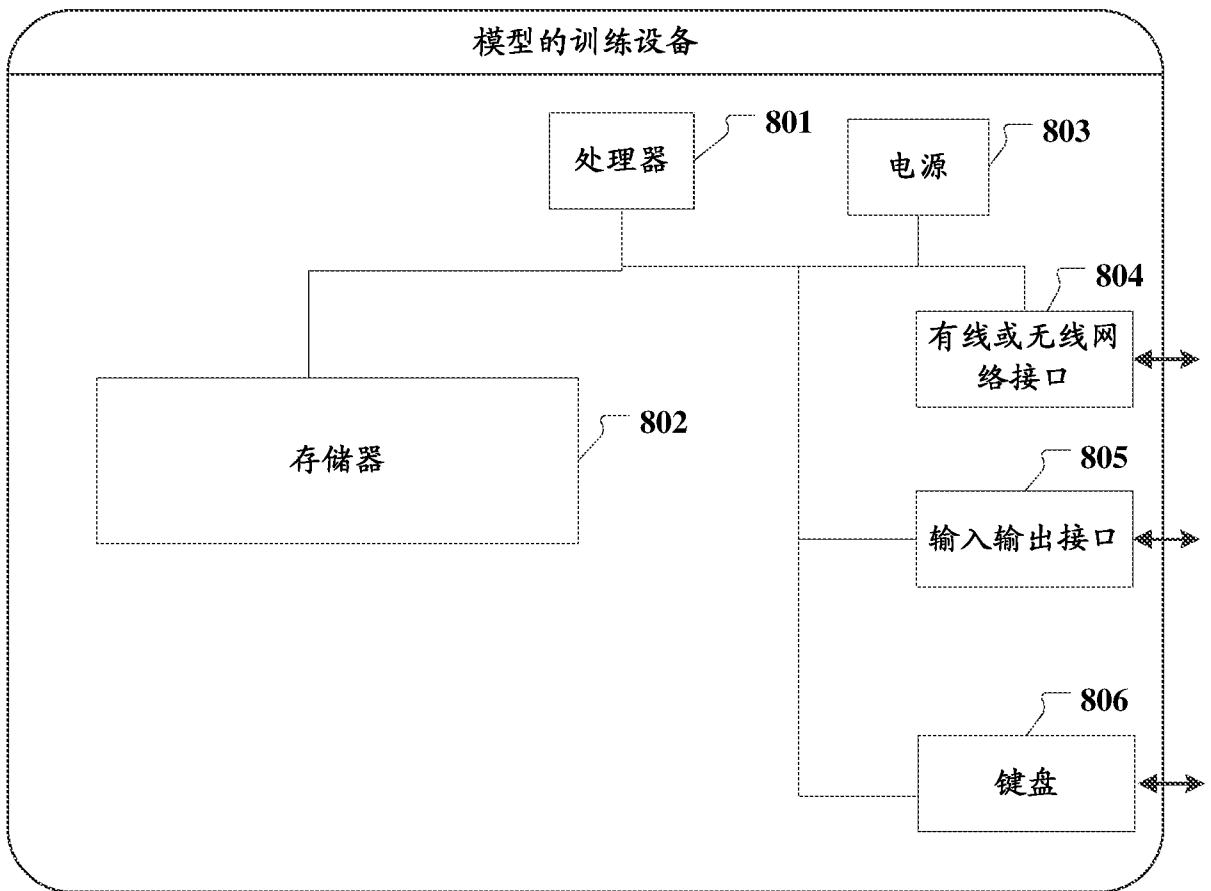 模型的训练设备
处理器
801
电源
803
804
有线或无线网
络接口
存储器
802
805
输入输出接口
806
键盘